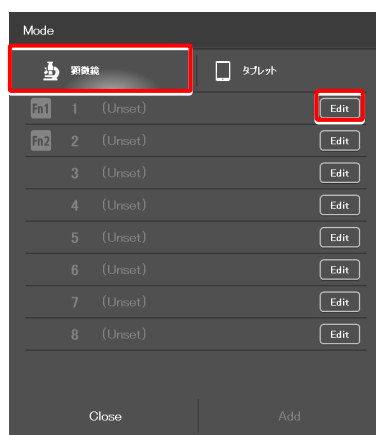 Mode
顕微鏡 タブレット
Fn1 1 (Unset) Edit
Fn2 2 (Unset) Edit
3 (Unset) Edit
4 (Unset) Edit
5 (Unset) Edit
6 (Unset) Edit
7 (Unset) Edit
8 (Unset) Edit
Close Add